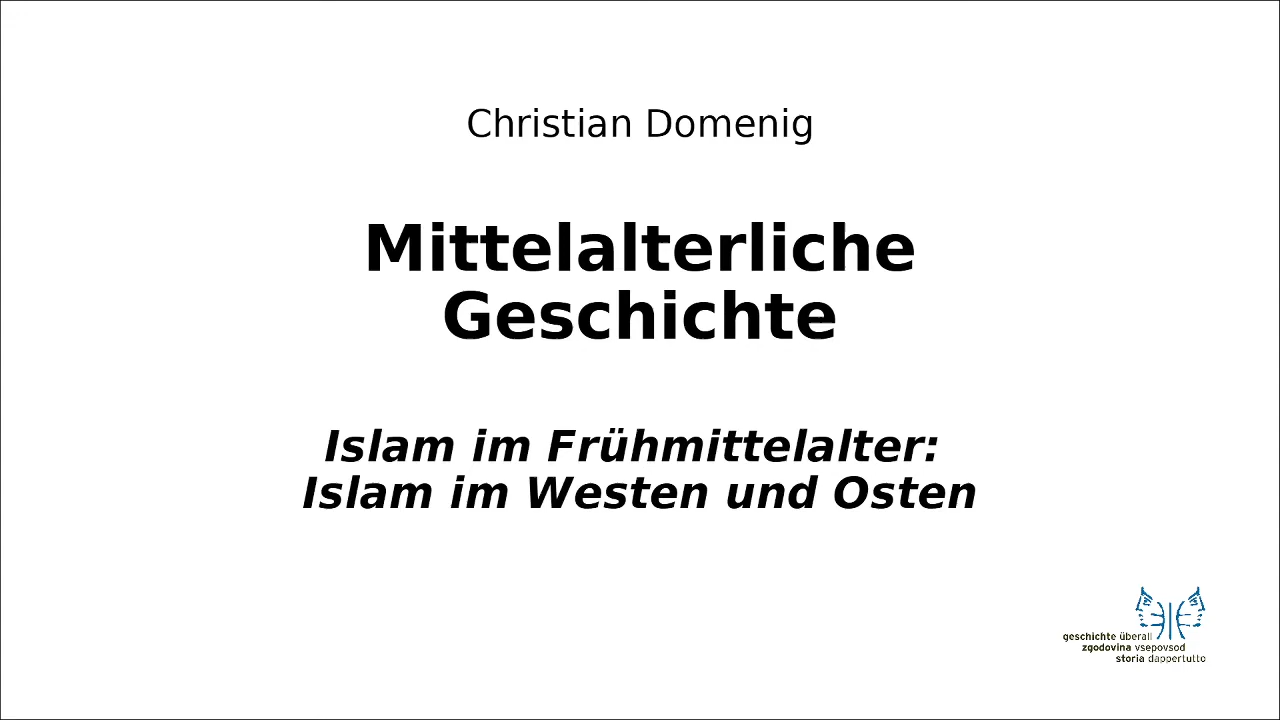 Christian Domenig
Mittelalterliche
Geschichte
Islam im Frühmittelalter:
Islam im Westen und Osten
geschichte überall
zgodovina vsepovsod
storia dappertutto